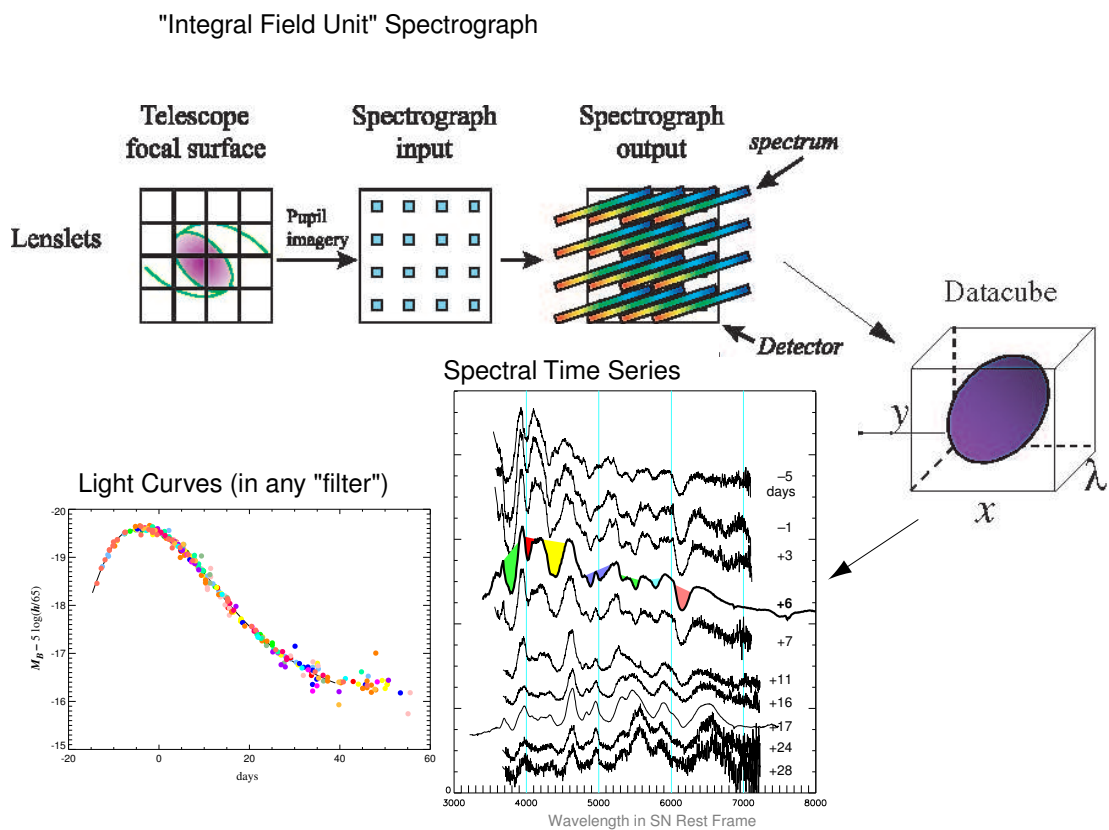 "Integral Field Unit" Spectrograph
Telescope
focal surface
Spectrograph
input
Spectrograph
output
spectrum
Lenslets
Pupil
imagery
Detector
Datacube
y
x
λ
Spectral Time Series
−5
days
−1
+3
+6
+7
+11
+16
+17
+24
+28
0
3000 4000 5000 6000 7000 8000
Wavelength in SN Rest Frame
Light Curves (in any "filter")
-20
-19
-18
-17
-16
-15
M_B − 5 log(h/65)
-20 0 20 40 60
days